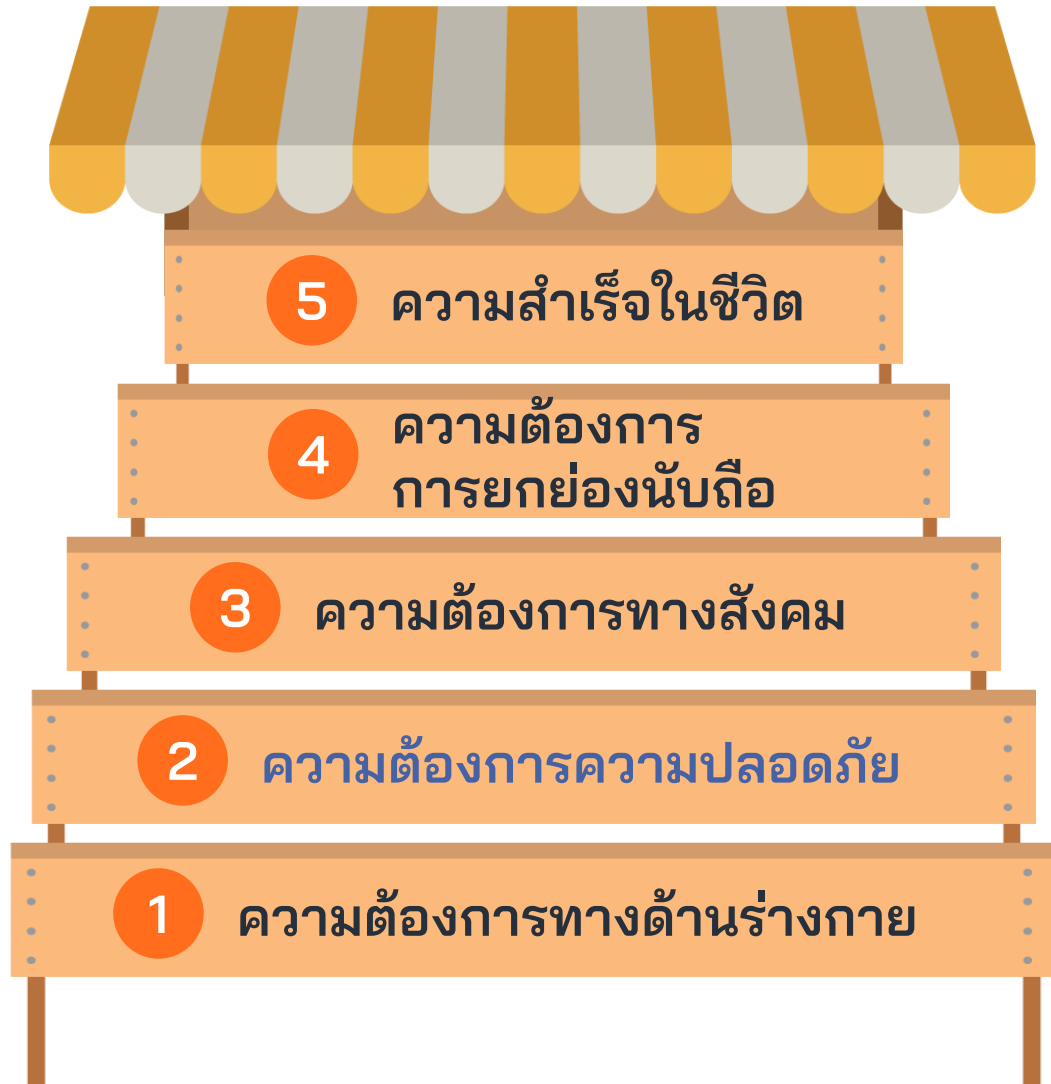 5 ความสำเร็จในชีวิต
4 ความต้องการ
การยกย่องนับถือ
3 ความต้องการทางสังคม
2 ความต้องการความปลอดภัย
1 ความต้องการทางด้านร่างกาย